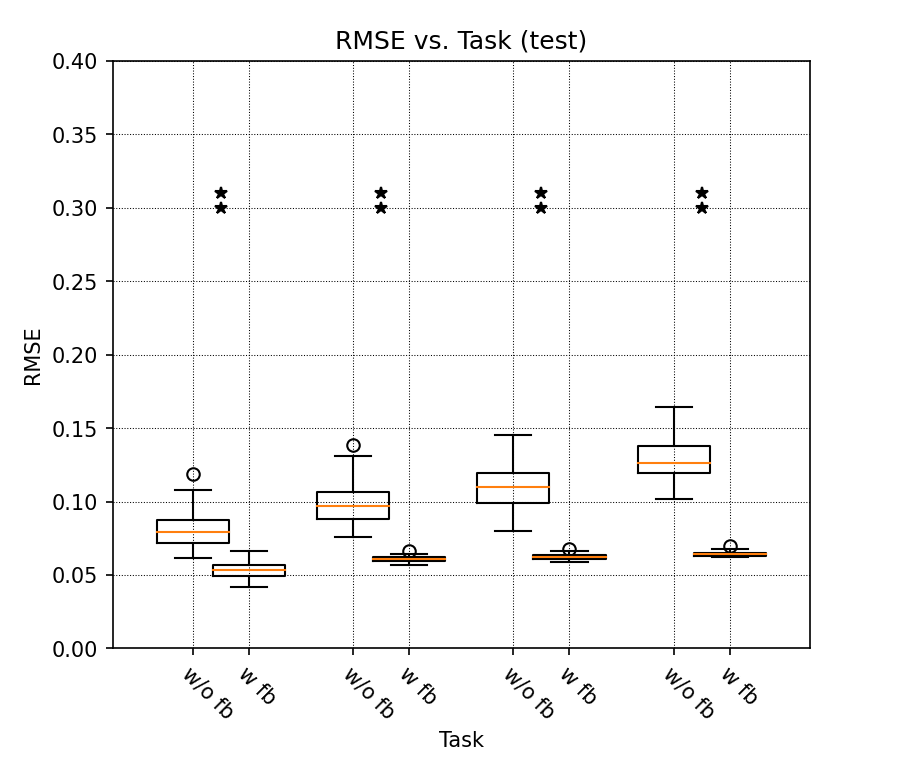 RMSE vs. Task (test)
0.40
0.35
0.30
0.25
0.20
0.15
0.10
0.05
0.00
RMSE
w/o fb
w fb
w/o fb
w fb
w/o fb
w fb
w/o fb
w fb
Task